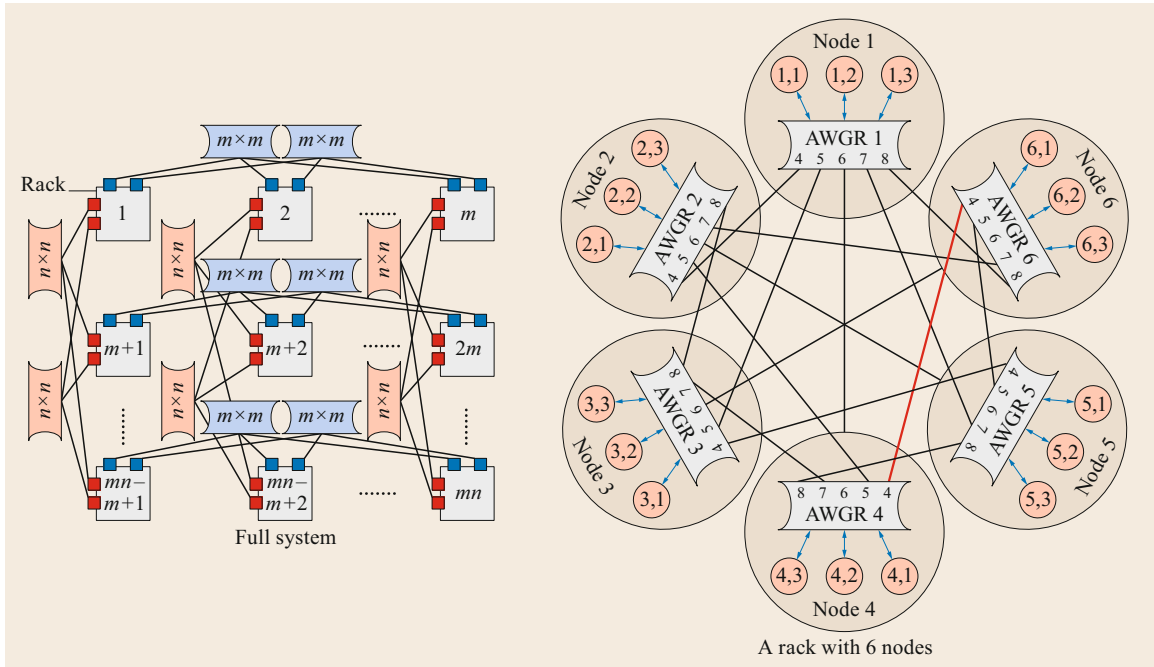 m×m m×m
Rack
1 2 ....... m
n×n n×n n×n
m×m m×m
m+1 m+2 ....... 2m
n×n n×n n×n
m×m m×m
.......
mn–
m+1
mn–
m+2
....... mn
Full system
Node 1
1,1 1,2 1,3
AWGR 1
4 5 6 7 8
Node 2
2,3
2,2
2,1
AWGR 2
4 5 6 7 8
Node 6
6,1
6,2
6,3
AWGR 6
4 5 6 7 8
Node 3
3,3
3,2
3,1
AWGR 3
8 7 6 5 4
Node 5
5,1
5,2
5,3
AWGR 5
4 5 6 7 8
8 7 6 5 4
AWGR 4
4,3 4,2 4,1
Node 4
A rack with 6 nodes